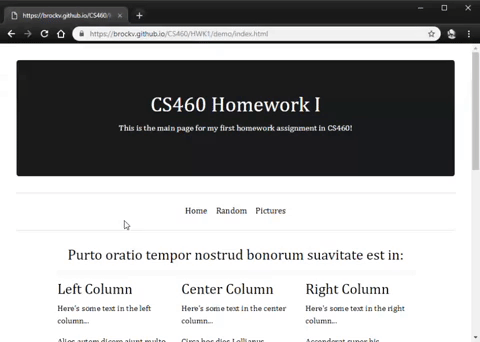 https://brockv.github.io/CS460/
https://brockv.github.io/CS460/HWK1/demo/index.html
CS460 Homework I
This is the main page for my first homework assignment in CS460!
Home Random Pictures
Purto oratio tempor nostrud bonorum suavitate est in:
Left Column Center Column Right Column
Here's some text in the left Here's some text in the center Here's some text in the right
column... column... column...